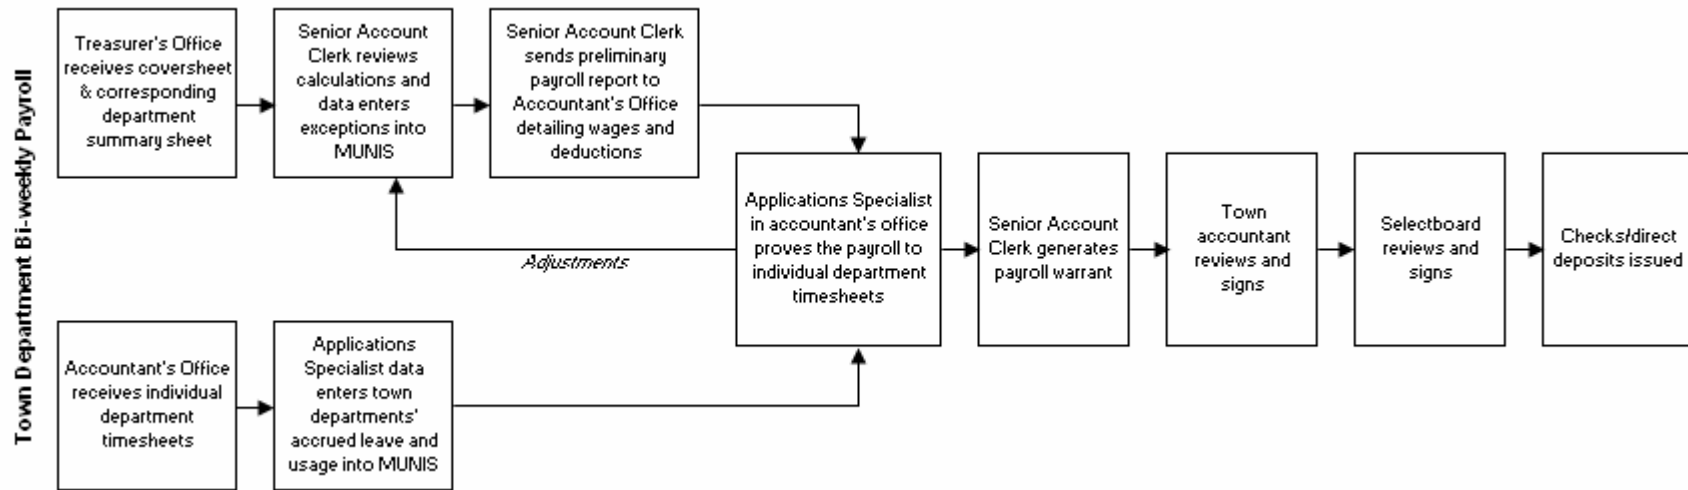 Town Department Bi-weekly Payroll
Treasurer's Office
receives coversheet
& corresponding
department
summary sheet
Senior Account
Clerk reviews
calculations and
data enters
exceptions into
MUNIS
Senior Account Clerk
sends preliminary
payroll report to
Accountant's Office
detailing wages and
deductions
Adjustments
Applications Specialist
in accountant's office
proves the payroll to
individual department
timesheets
Senior Account
Clerk generates
payroll warrant
Town
accountant
reviews and
signs
Selectboard
reviews and
signs
Checks/direct
deposits issued
Accountant's Office
receives individual
department
timesheets
Applications
Specialist data
enters town
departments'
accrued leave and
usage into MUNIS